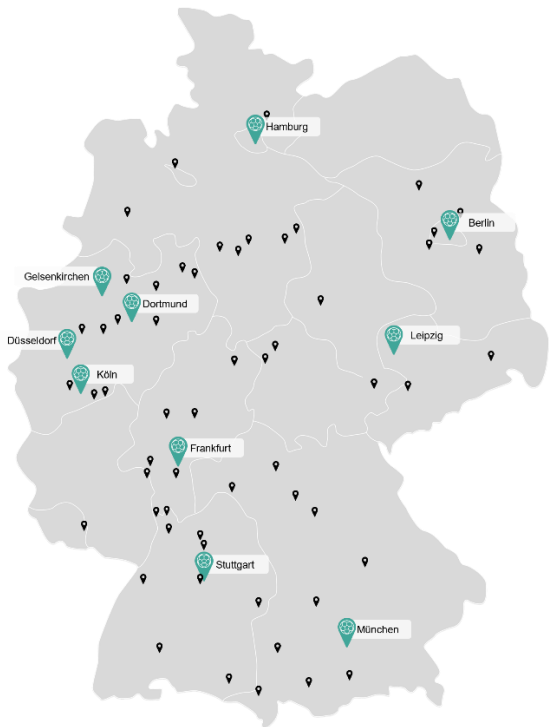 Hamburg
Berlin
Gelsenkirchen
Dortmund
Düsseldorf
Leipzig
Köln
Frankfurt
Stuttgart
München